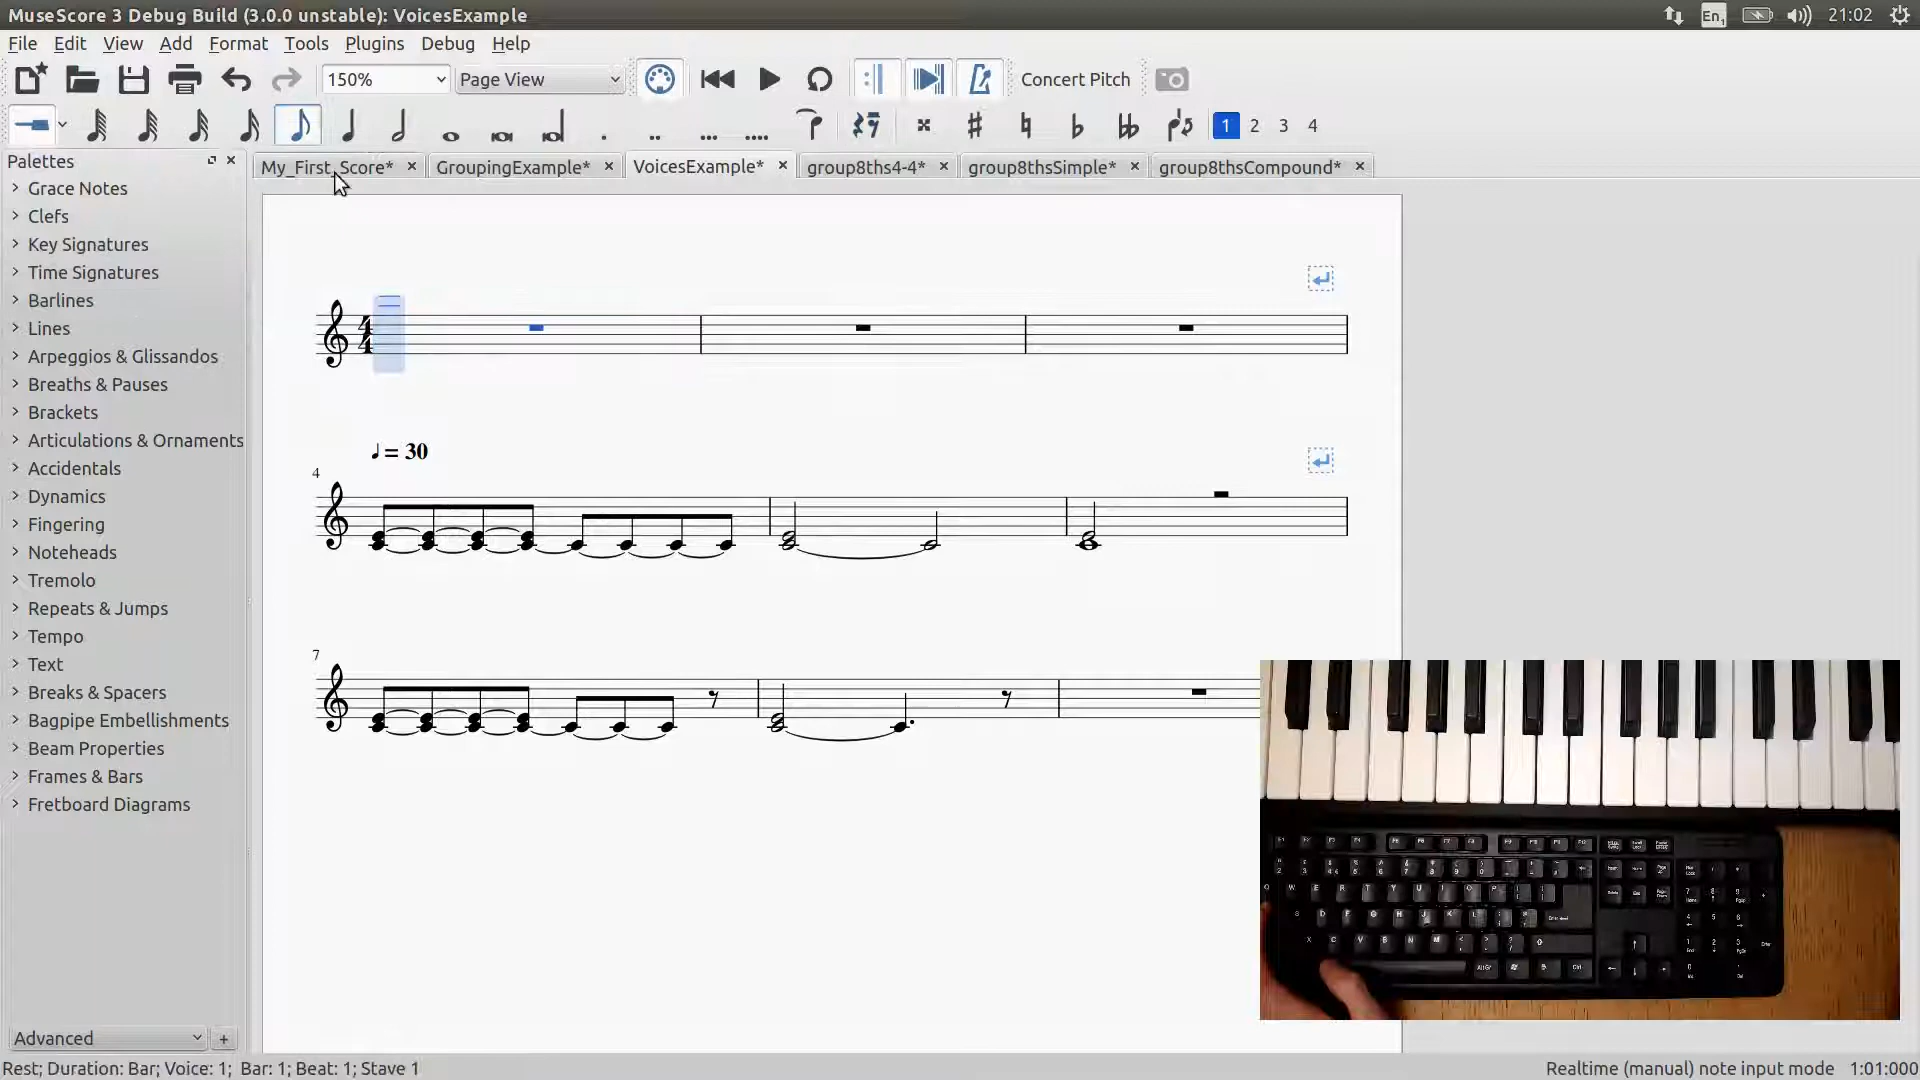 MuseScore 3 Debug Build (3.0.0 unstable): VoicesExample
En1
21:02
File Edit View Add Format Tools Plugins Debug Help
150% Page View Concert Pitch
1 2 3 4
Palettes
My_First_Score* GroupingExample* VoicesExample* group8ths4-4* group8thsSimple* group8thsCompound*
Grace Notes
Clefs
Key Signatures
Time Signatures
Barlines
Lines
Arpeggios & Glissandos
Breaths & Pauses
Brackets
Articulations & Ornaments
Accidentals
Dynamics
Fingering
Noteheads
Tremolo
Repeats & Jumps
Tempo
Text
Breaks & Spacers
Bagpipe Embellishments
Beam Properties
Frames & Bars
Fretboard Diagrams
4
4
= 30
4
7
Advanced
Rest; Duration: Bar; Voice: 1; Bar: 1; Beat: 1; Stave 1
Realtime (manual) note input mode 1:01:000